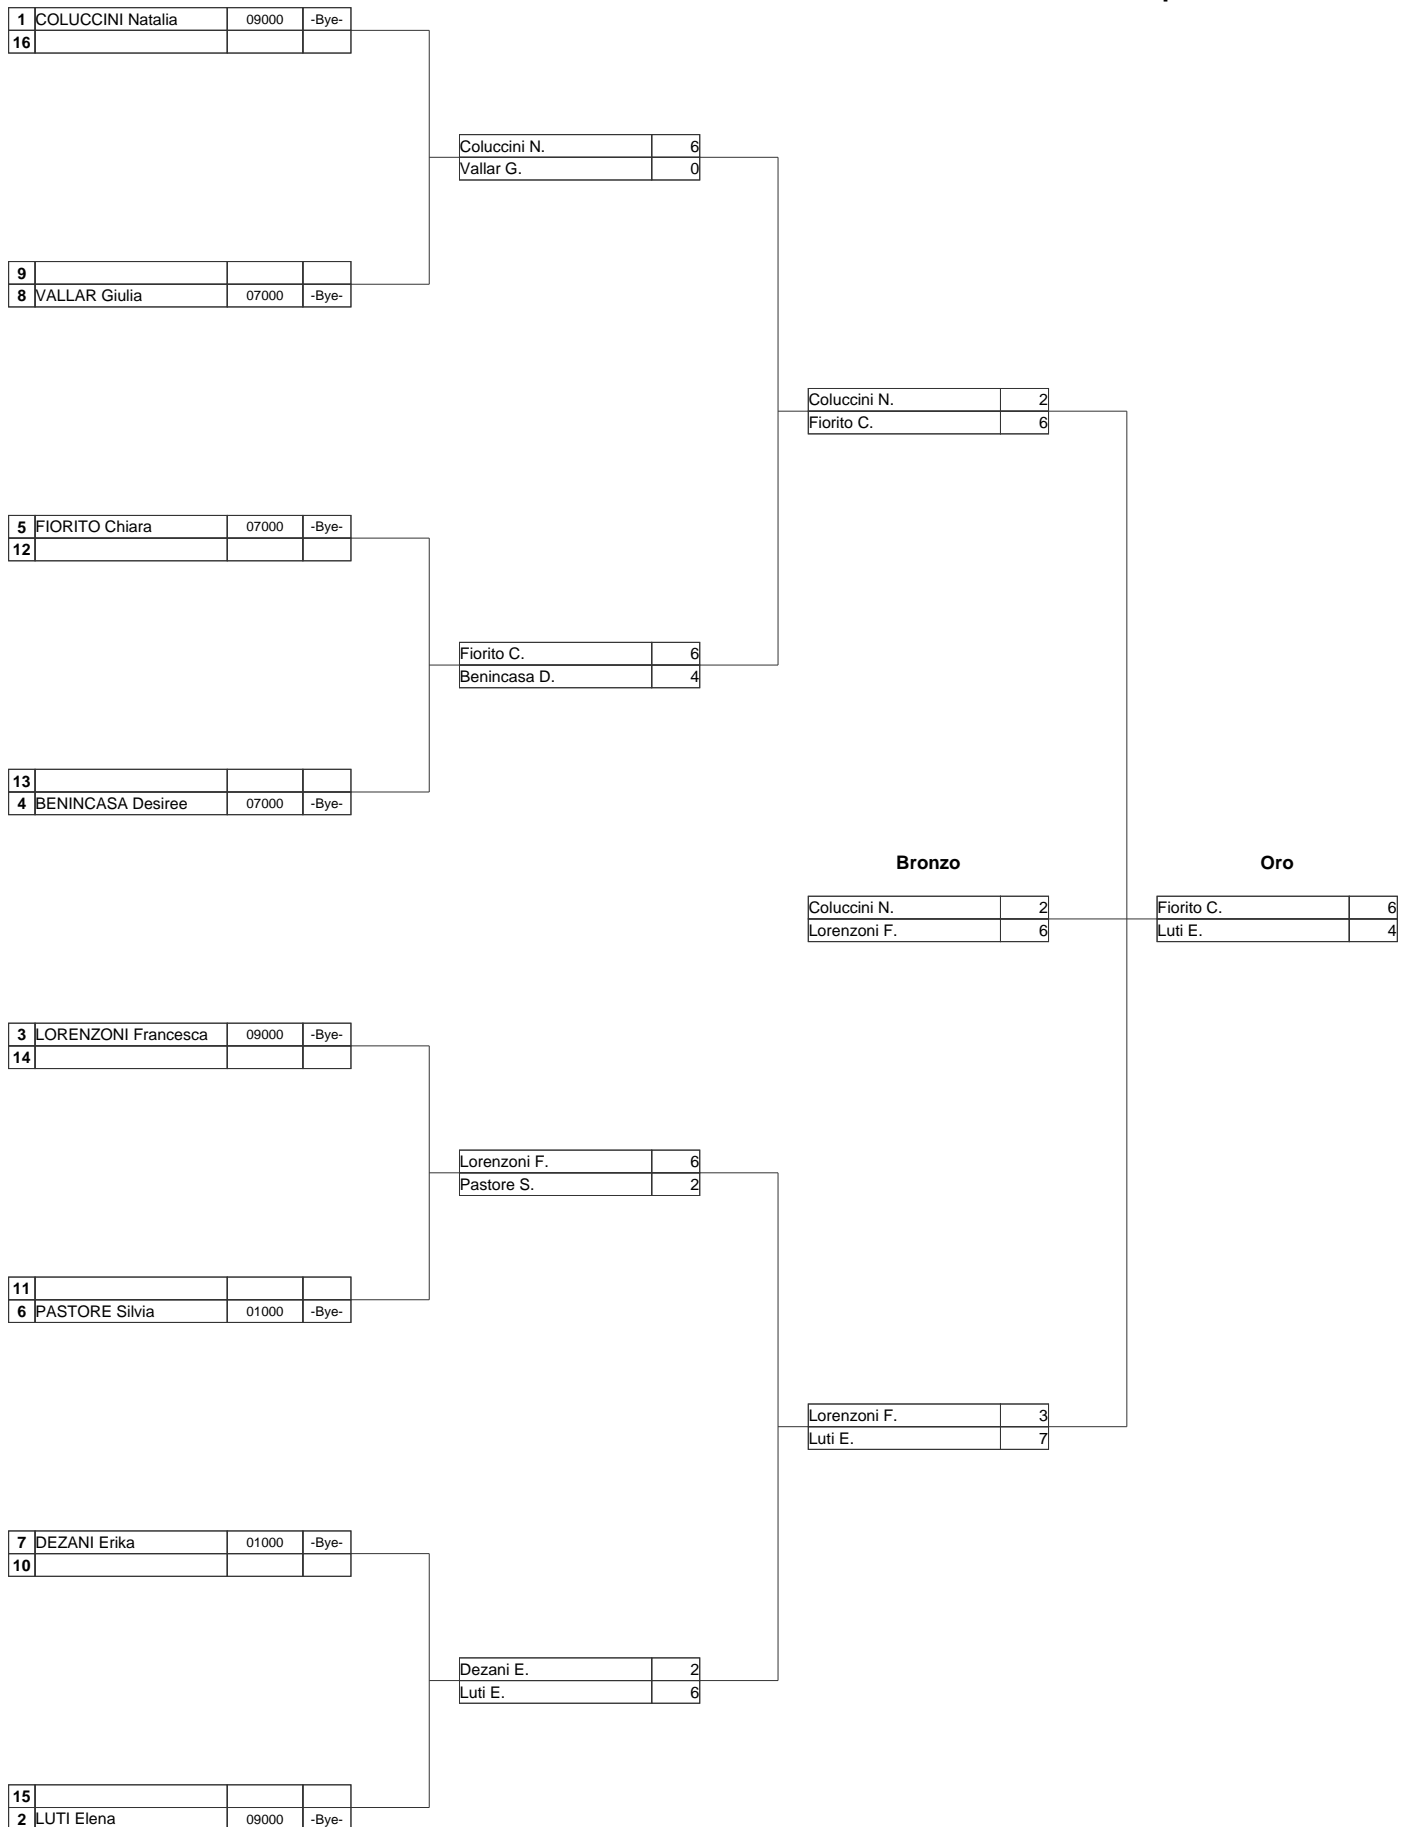 1 COLUCCINI Natalia 09000 -Bye-
16
Coluccini N. 6
Vallar G. 0
9
8 VALLAR Giulia 07000 -Bye-
Coluccini N. 2
Fiorito C. 6
5 FIORITO Chiara 07000 -Bye-
12
Fiorito C. 6
Benincasa D. 4
13
4 BENINCASA Desiree 07000 -Bye-
Bronzo Oro
Coluccini N. 2 Fiorito C. 6
Lorenzoni F. 6 Luti E. 4
3 LORENZONI Francesca 09000 -Bye-
14
Lorenzoni F. 6
Pastore S. 2
11
6 PASTORE Silvia 01000 -Bye-
Lorenzoni F. 3
Luti E. 7
7 DEZANI Erika 01000 -Bye-
10
Dezani E. 2
Luti E. 6
15
2 LUTI Elena 09000 -Bye-